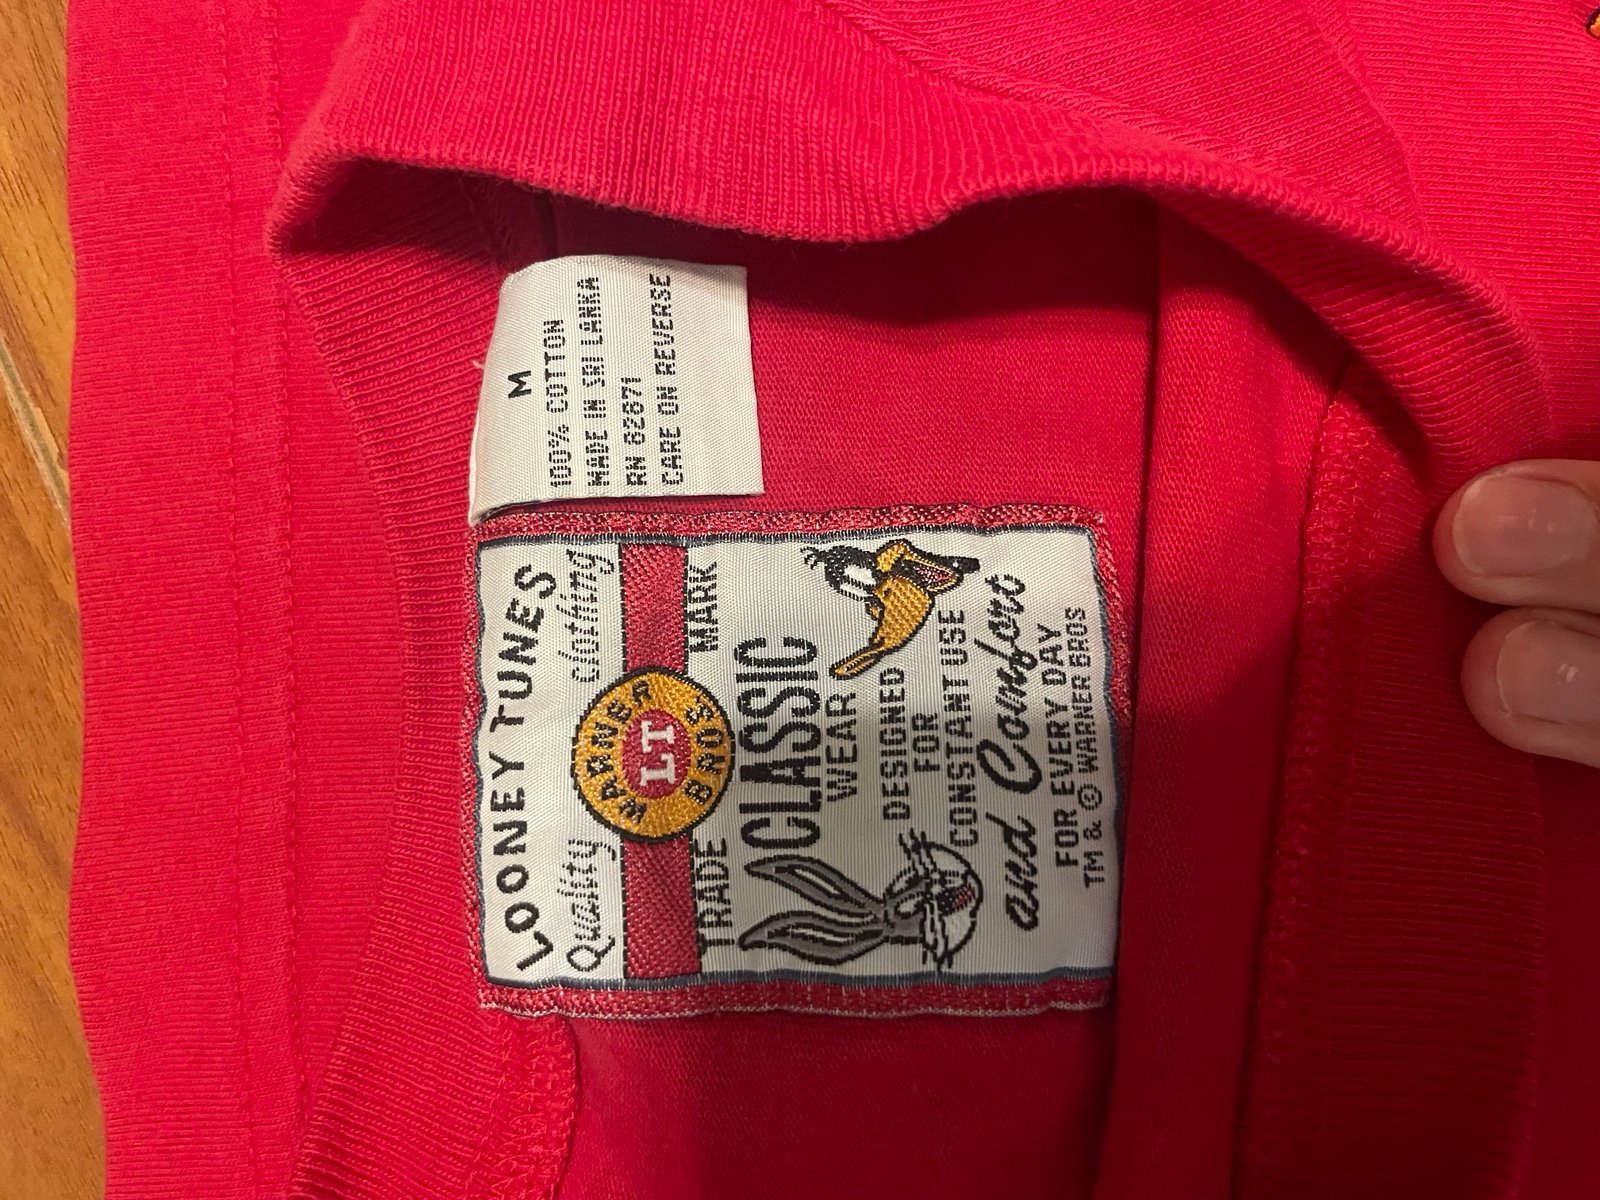 M
100% COTTON
MADE IN SRI LANKA
RN 82871
CARE ON REVERSE
LOONEY TUNES
Quality clothing
WARNER
LT
BROS
TRADE MARK
CLASSIC
WEAR
DESIGNED
FOR
CONSTANT USE
and Comfort
FOR EVERY DAY
TM & © WARNER BROS